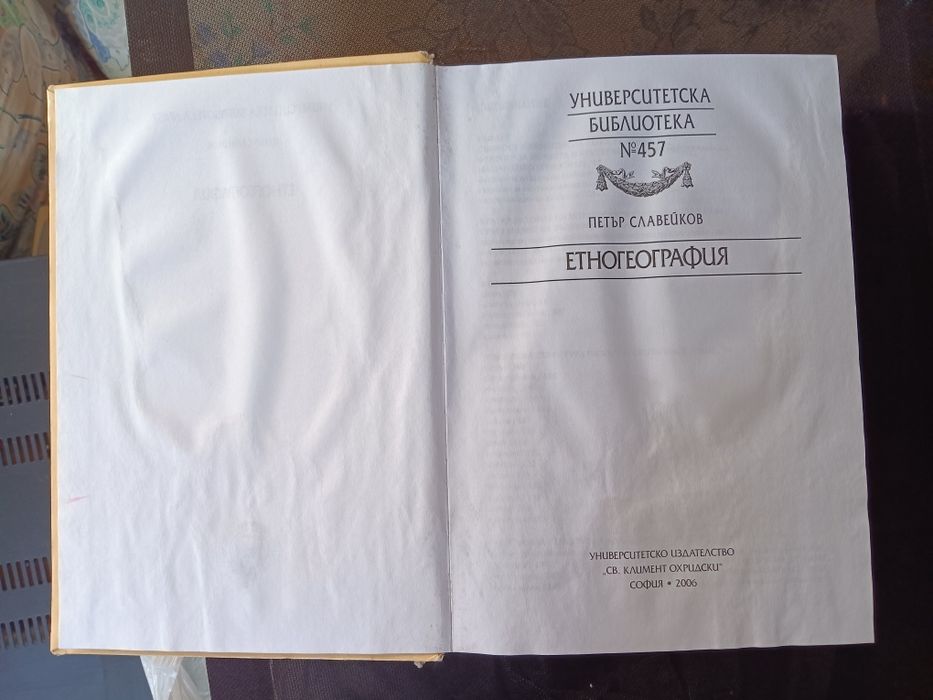 УНИВЕРСИТЕТСКА
БИБЛИОТЕКА
№457
ПЕТЪР СЛАВЕЙКОВ
ЕТНОГЕОГРАФИЯ
УНИВЕРСИТЕТСКО ИЗДАТЕЛСТВО
„СВ. КЛИМЕНТ ОХРИДСКИ“
СОФИЯ • 2006